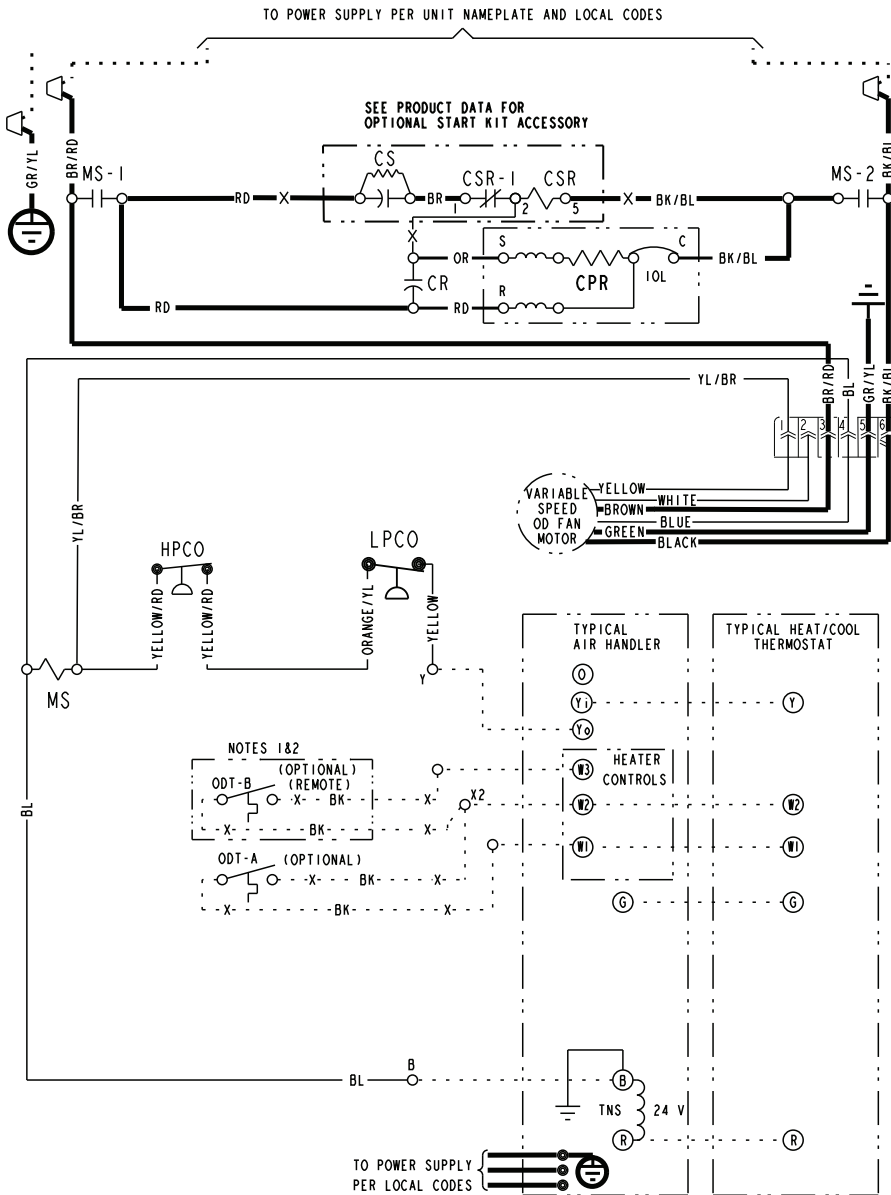 TO POWER SUPPLY PER UNIT NAMEPLATE AND LOCAL CODES
SEE PRODUCT DATA FOR
OPTIONAL START KIT ACCESSORY
GR/YL
BR/RD
MS-1
CS
CSR-1
CSR
MS-2
BK/BL
RD
X
BR
1
2
5
X
BK/BL
X
OR
S
C
BK/BL
CR
CPR
IOL
RD
RD
R
YL/BR
BR/RD
BL
GR/YL
BK/BL
1
2
3
4
5
6
VARIABLE
SPEED
OD FAN
MOTOR
YELLOW
WHITE
BROWN
BLUE
GREEN
BLACK
YL/BR
HPCO
LPCO
YELLOW/RD
YELLOW/RD
ORANGE/YL
YELLOW
MS
Y
TYPICAL
AIR HANDLER
TYPICAL HEAT/COOL
THERMOSTAT
O
Yi
Y
Yo
NOTES 1&2
HEATER
CONTROLS
(OPTIONAL)
(REMOTE)
ODT-B
X
BK
X
W3
X2
W2
W2
X
BK
X
W1
W1
ODT-A
(OPTIONAL)
X
BK
X
X
BK
X
G
G
BL
BL
B
B
TNS
24 V
R
R
TO POWER SUPPLY
PER LOCAL CODES